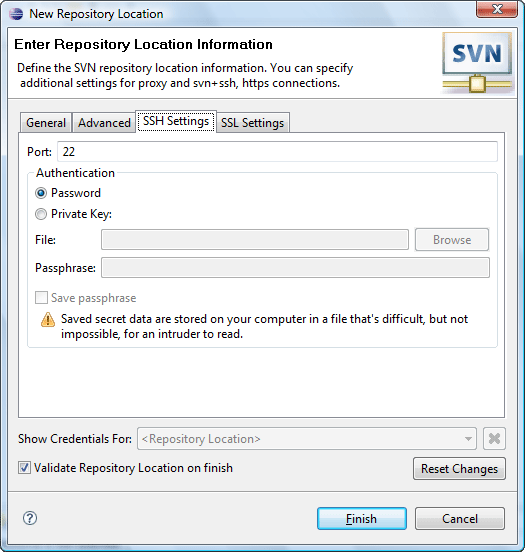 New Repository Location
Enter Repository Location Information
Define the SVN repository location information. You can specify
additional settings for proxy and svn+ssh, https connections.
SVN
General Advanced SSH Settings SSL Settings
Port: 22
Authentication
Password
Private Key:
File: Browse
Passphrase:
Save passphrase
Saved secret data are stored on your computer in a file that's difficult, but not
impossible, for an intruder to read.
Show Credentials For: <Repository Location>
Validate Repository Location on finish
Reset Changes
Finish Cancel